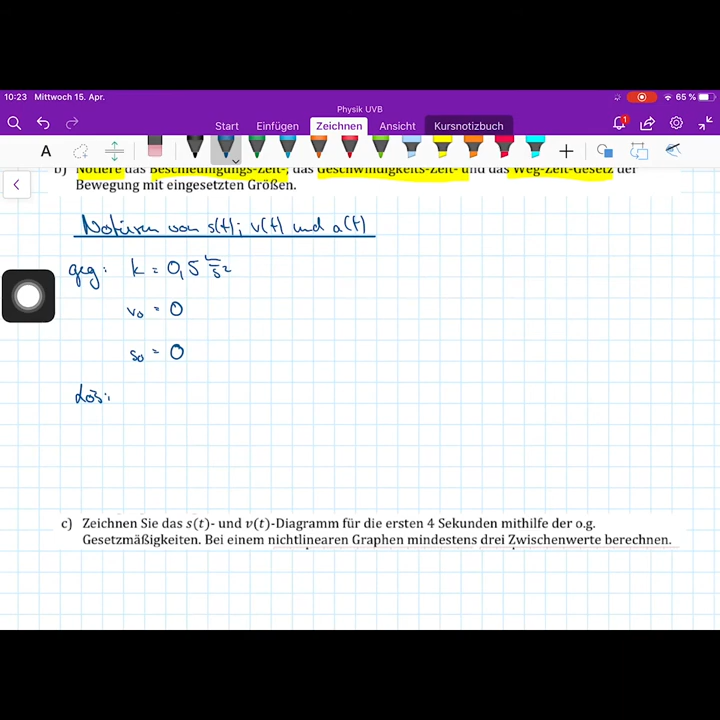 10:23 Mittwoch 15. Apr.
65 %
Physik UVB
Start Einfügen Zeichnen Ansicht Kursnotizbuch
1
A
b) Notiere das Beschleunigungs-Zeit-, das Geschwindigkeits-Zeit- und das Weg-Zeit-Gesetz der
Bewegung mit eingesetzten Größen.
Notieren von s(t); v(t) und a(t)
geg: k = 0,5 m/s²
v₀ = 0
s₀ = 0
Lös:
c) Zeichnen Sie das s(t)- und v(t)-Diagramm für die ersten 4 Sekunden mithilfe der o.g.
Gesetzmäßigkeiten. Bei einem nichtlinearen Graphen mindestens drei Zwischenwerte berechnen.